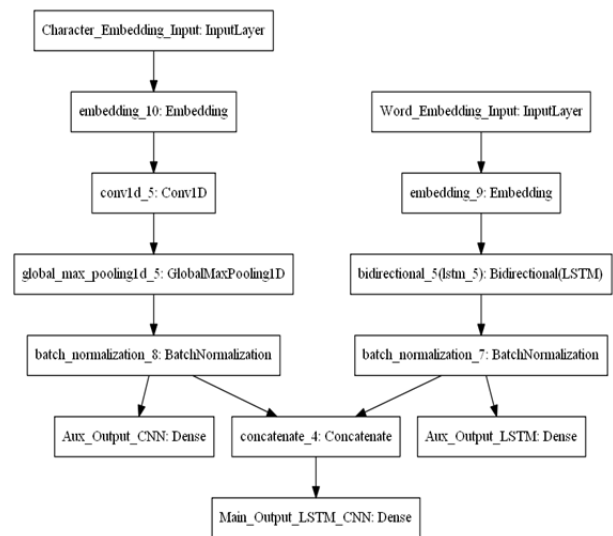 Character_Embedding_Input: InputLayer
embedding_10: Embedding
Word_Embedding_Input: InputLayer
conv1d_5: Conv1D
embedding_9: Embedding
global_max_pooling1d_5: GlobalMaxPooling1D
bidirectional_5(lstm_5): Bidirectional(LSTM)
batch_normalization_8: BatchNormalization
batch_normalization_7: BatchNormalization
Aux_Output_CNN: Dense
concatenate_4: Concatenate
Aux_Output_LSTM: Dense
Main_Output_LSTM_CNN: Dense